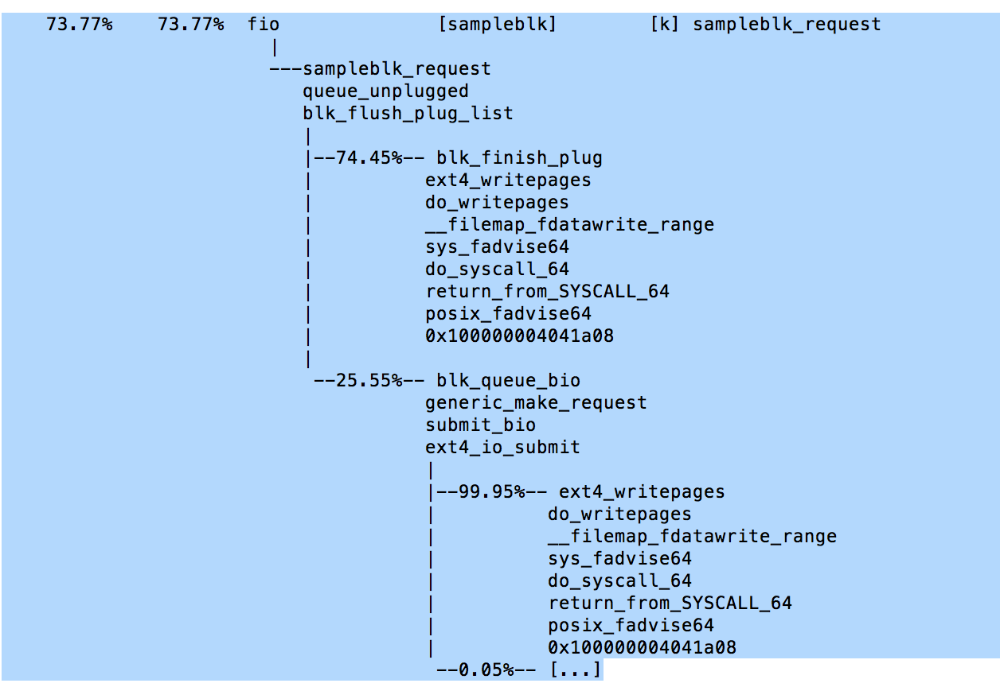 73.77%    73.77%  fio              [sampleblk]        [k] sampleblk_request
                    |
                    ---sampleblk_request
                       queue_unplugged
                       blk_flush_plug_list
                       |
                       |--74.45%-- blk_finish_plug
                       |          ext4_writepages
                       |          do_writepages
                       |          __filemap_fdatawrite_range
                       |          sys_fadvise64
                       |          do_syscall_64
                       |          return_from_SYSCALL_64
                       |          posix_fadvise64
                       |          0x100000004041a08
                       |
                        --25.55%-- blk_queue_bio
                                  generic_make_request
                                  submit_bio
                                  ext4_io_submit
                                  |
                                  |--99.95%-- ext4_writepages
                                  |          do_writepages
                                  |          __filemap_fdatawrite_range
                                  |          sys_fadvise64
                                  |          do_syscall_64
                                  |          return_from_SYSCALL_64
                                  |          posix_fadvise64
                                  |          0x100000004041a08
                                   --0.05%-- [...]